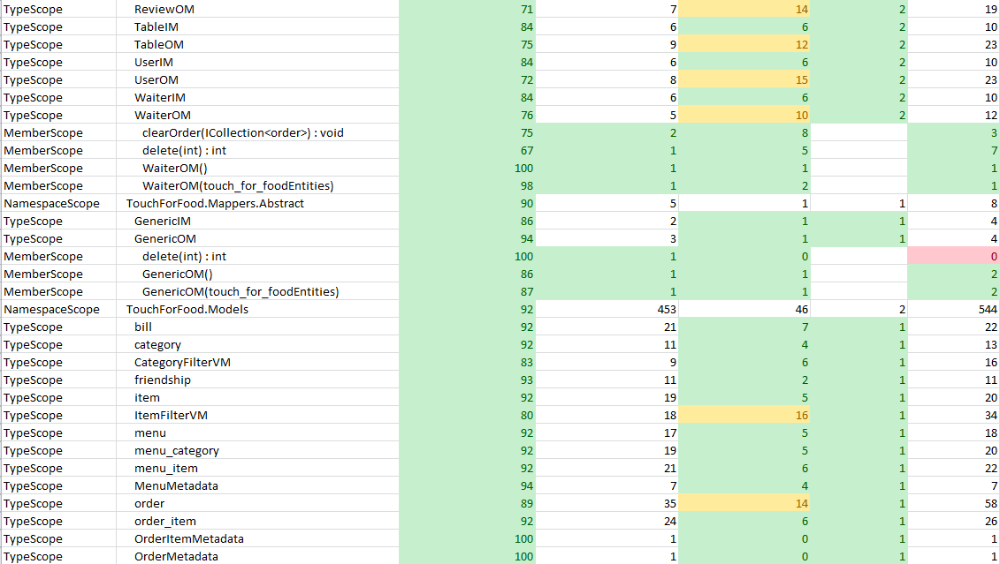 TypeScope ReviewOM 71 7 14 2 19
TypeScope TableIM 84 6 6 2 10
TypeScope TableOM 75 9 12 2 23
TypeScope UserIM 84 6 6 2 10
TypeScope UserOM 72 8 15 2 23
TypeScope WaiterIM 84 6 6 2 10
TypeScope WaiterOM 76 5 10 2 12
MemberScope clearOrder(ICollection<order>) : void 75 2 8 3
MemberScope delete(int) : int 67 1 5 7
MemberScope WaiterOM() 100 1 1 1
MemberScope WaiterOM(touch_for_foodEntities) 98 1 2 1
NamespaceScope TouchForFood.Mappers.Abstract 90 5 1 1 8
TypeScope GenericIM 86 2 1 1 4
TypeScope GenericOM 94 3 1 1 4
MemberScope delete(int) : int 100 1 0 0
MemberScope GenericOM() 86 1 1 2
MemberScope GenericOM(touch_for_foodEntities) 87 1 1 2
NamespaceScope TouchForFood.Models 92 453 46 2 544
TypeScope bill 92 21 7 1 22
TypeScope category 92 11 4 1 13
TypeScope CategoryFilterVM 83 9 6 1 16
TypeScope friendship 93 11 2 1 11
TypeScope item 92 19 5 1 20
TypeScope ItemFilterVM 80 18 16 1 34
TypeScope menu 92 17 5 1 18
TypeScope menu_category 92 19 5 1 20
TypeScope menu_item 92 21 6 1 22
TypeScope MenuMetadata 94 7 4 1 7
TypeScope order 89 35 14 1 58
TypeScope order_item 92 24 6 1 26
TypeScope OrderItemMetadata 100 1 0 1 1
TypeScope OrderMetadata 100 1 0 1 1